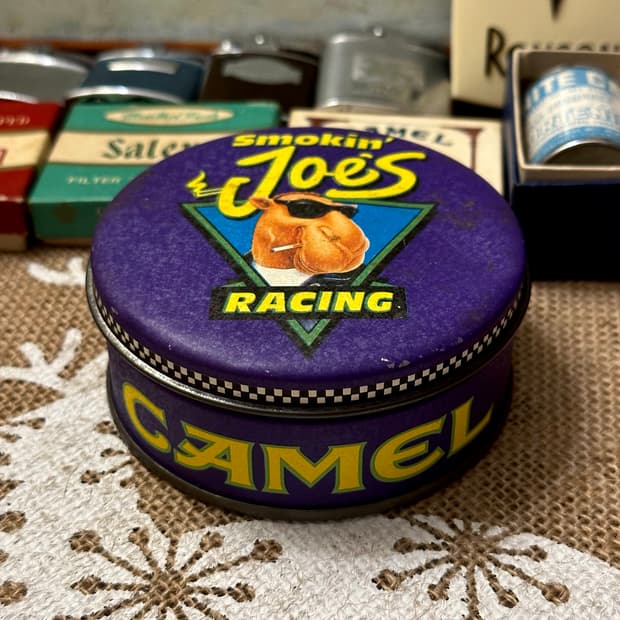 Smokin'
Joe's
RACING
CAMEL
Salem
FILTER
CAMEL